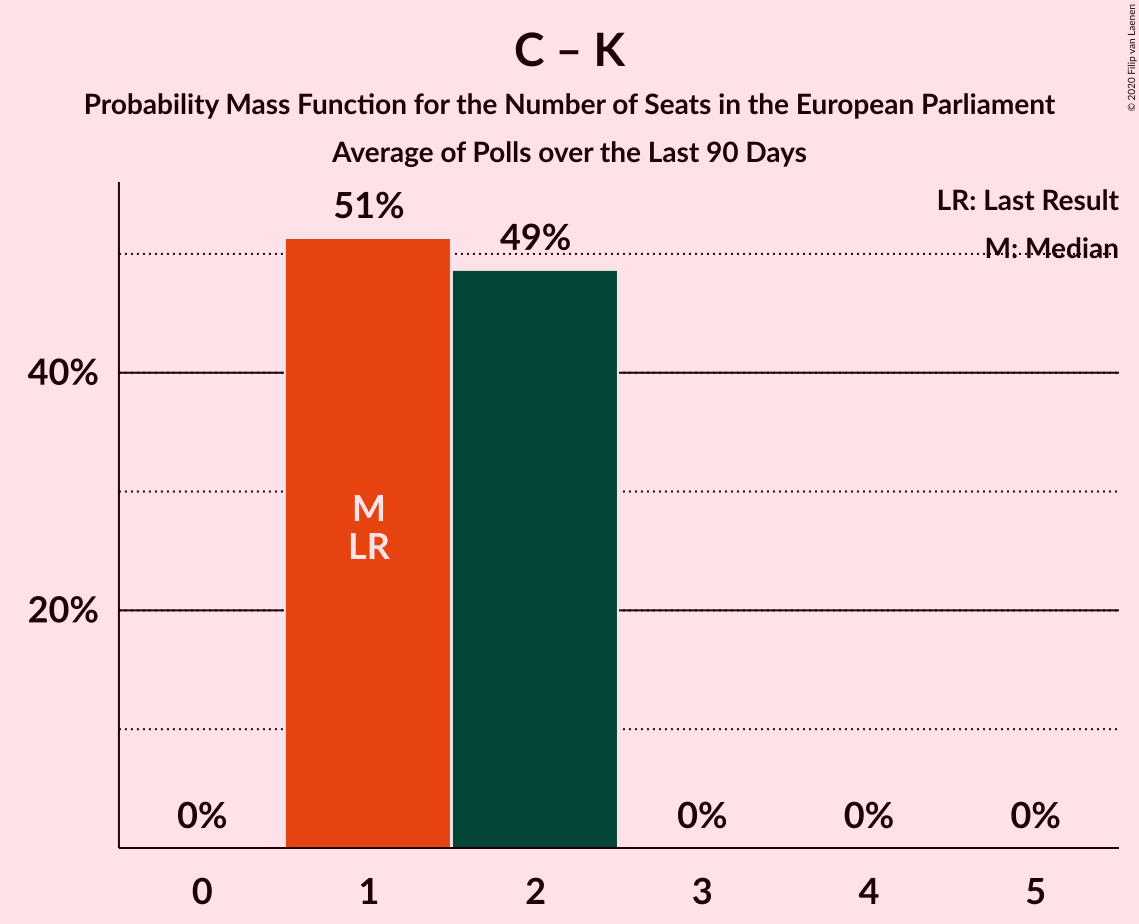 C – K
Probability Mass Function for the Number of Seats in the European Parliament
Average of Polls over the Last 90 Days
© 2020 Filip van Laenen
LR: Last Result
M: Median
51%
49%
40%
20%
M
LR
0%
0%
0%
0%
0
1
2
3
4
5